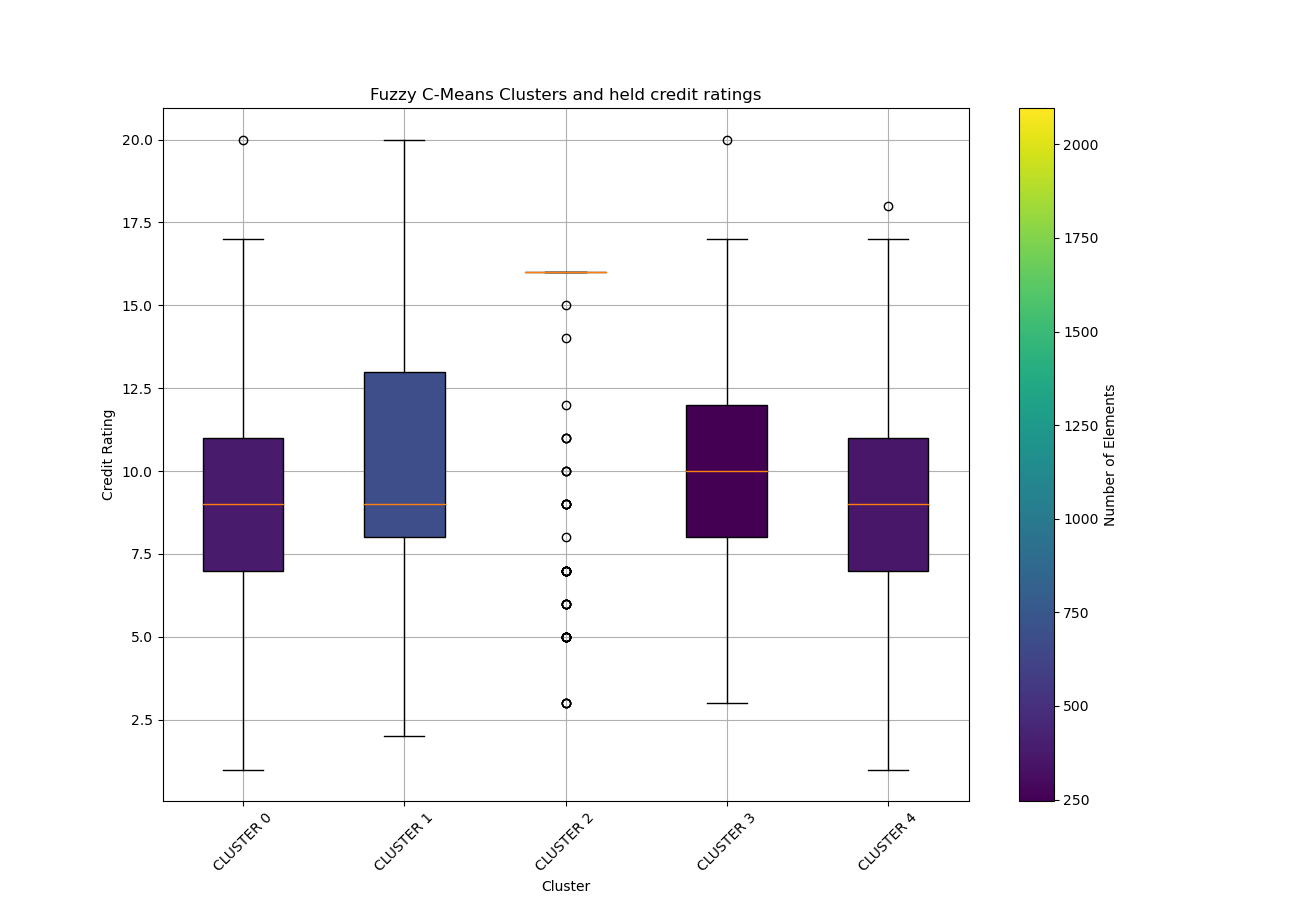 Fuzzy C-Means Clusters and held credit ratings
20.0
17.5
15.0
12.5
10.0
7.5
5.0
2.5
Credit Rating
CLUSTER 0
CLUSTER 1
CLUSTER 2
CLUSTER 3
CLUSTER 4
Cluster
2000
1750
1500
1250
1000
750
500
250
Number of Elements